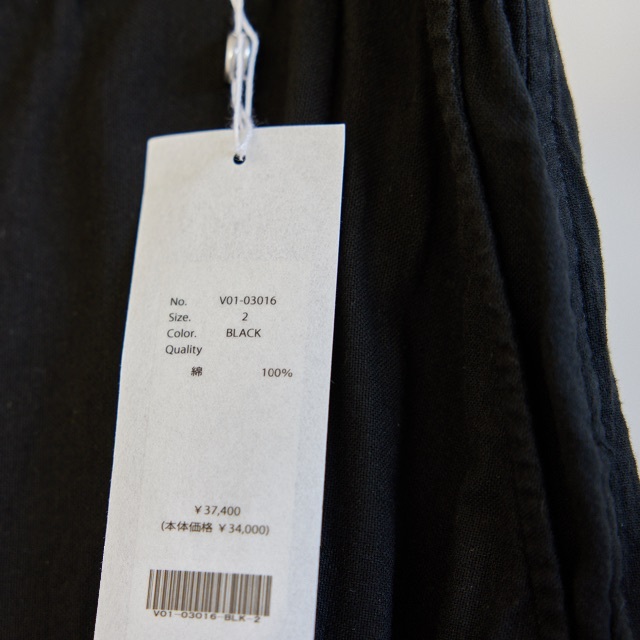 No. V01-03016
Size. 2
Color. BLACK
Quality
綿 100%
￥37,400
(本体価格 ￥34,000)
V01-03016-BLK-2